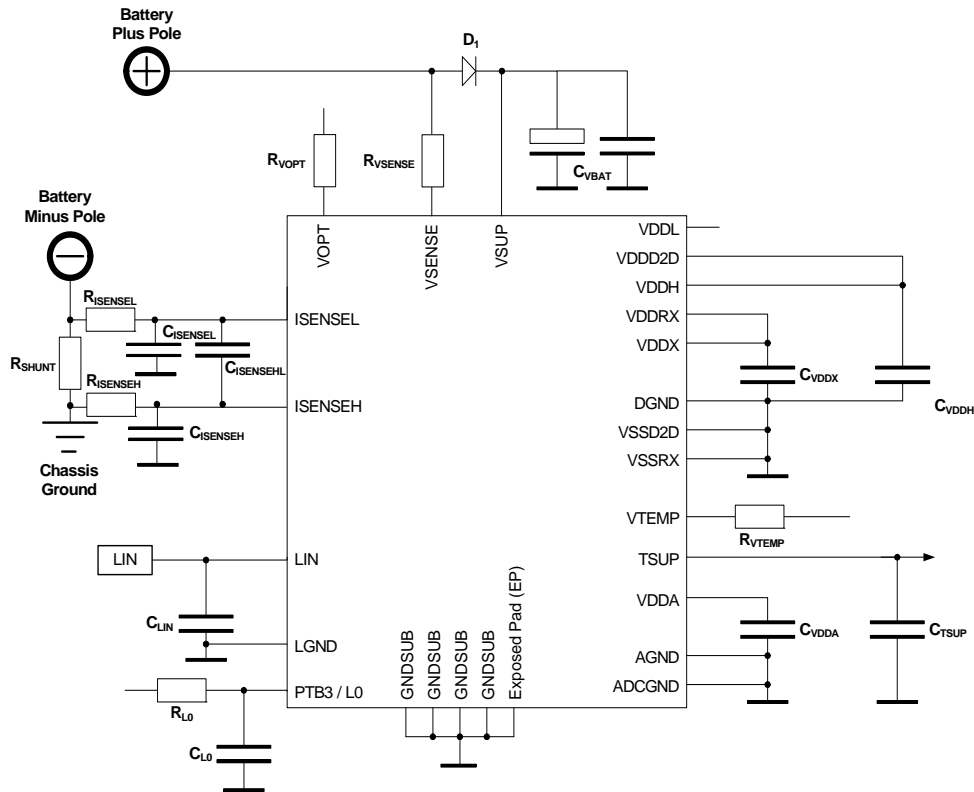 Battery
Plus Pole
D1
RVOPT
RVSENSE
CVBAT
Battery
Minus Pole
VOPT
VSENSE
VSUP
VDDL
VDDD2D
VDDH
VDDRX
VDDX
DGND
VSSD2D
VSSRX
VTEMP
TSUP
VDDA
AGND
ADCGND
RISENSEL
CISENSEL
CISENSEHL
RSHUNT
RISENSEH
CISENSEH
ISENSEL
ISENSEH
Chassis
Ground
CVDDX
CVDDH
RVTEMP
LIN
LIN
CLIN
LGND
PTB3 / L0
RL0
CL0
GNDSUB
GNDSUB
GNDSUB
GNDSUB
Exposed Pad (EP)
CVDDA
CTSUP